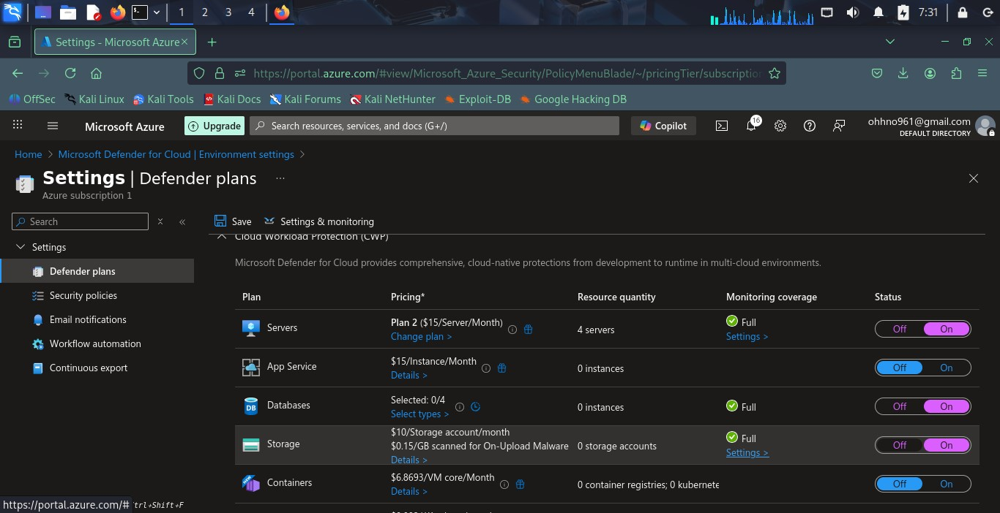 1
2
3
4
7:31
Settings - Microsoft Azure
https://portal.azure.com/#view/Microsoft_Azure_Security/PolicyMenuBlade/~/pricingTier/subscriptio
OffSec
Kali Linux
Kali Tools
Kali Docs
Kali Forums
Kali NetHunter
Exploit-DB
Google Hacking DB
Microsoft Azure
Upgrade
Search resources, services, and docs (G+/)
Copilot
16
ohhno961@gmail.com
DEFAULT DIRECTORY
Home > Microsoft Defender for Cloud | Environment settings >
Settings | Defender plans ...
Azure subscription 1
Search
Settings
Defender plans
Security policies
Email notifications
Workflow automation
Continuous export
Save
Settings & monitoring
Cloud Workload Protection (CWP)
Microsoft Defender for Cloud provides comprehensive, cloud-native protections from development to runtime in multi-cloud environments.
Plan Pricing* Resource quantity Monitoring coverage Status
Servers
Plan 2 ($15/Server/Month)
Change plan >
4 servers
Full
Settings >
Off On
App Service
$15/Instance/Month
Details >
0 instances
Off On
Databases
DB
Selected: 0/4
Select types >
0 instances
Full
Off On
Storage
$10/Storage account/month
$0.15/GB scanned for On-Upload Malware
Details >
0 storage accounts
Full
Settings >
Off On
NEW
Containers
$6.8693/VM core/Month
Details >
0 container registries; 0 kubernete
Off On
https://portal.azure.com/#
trl+Shift+F